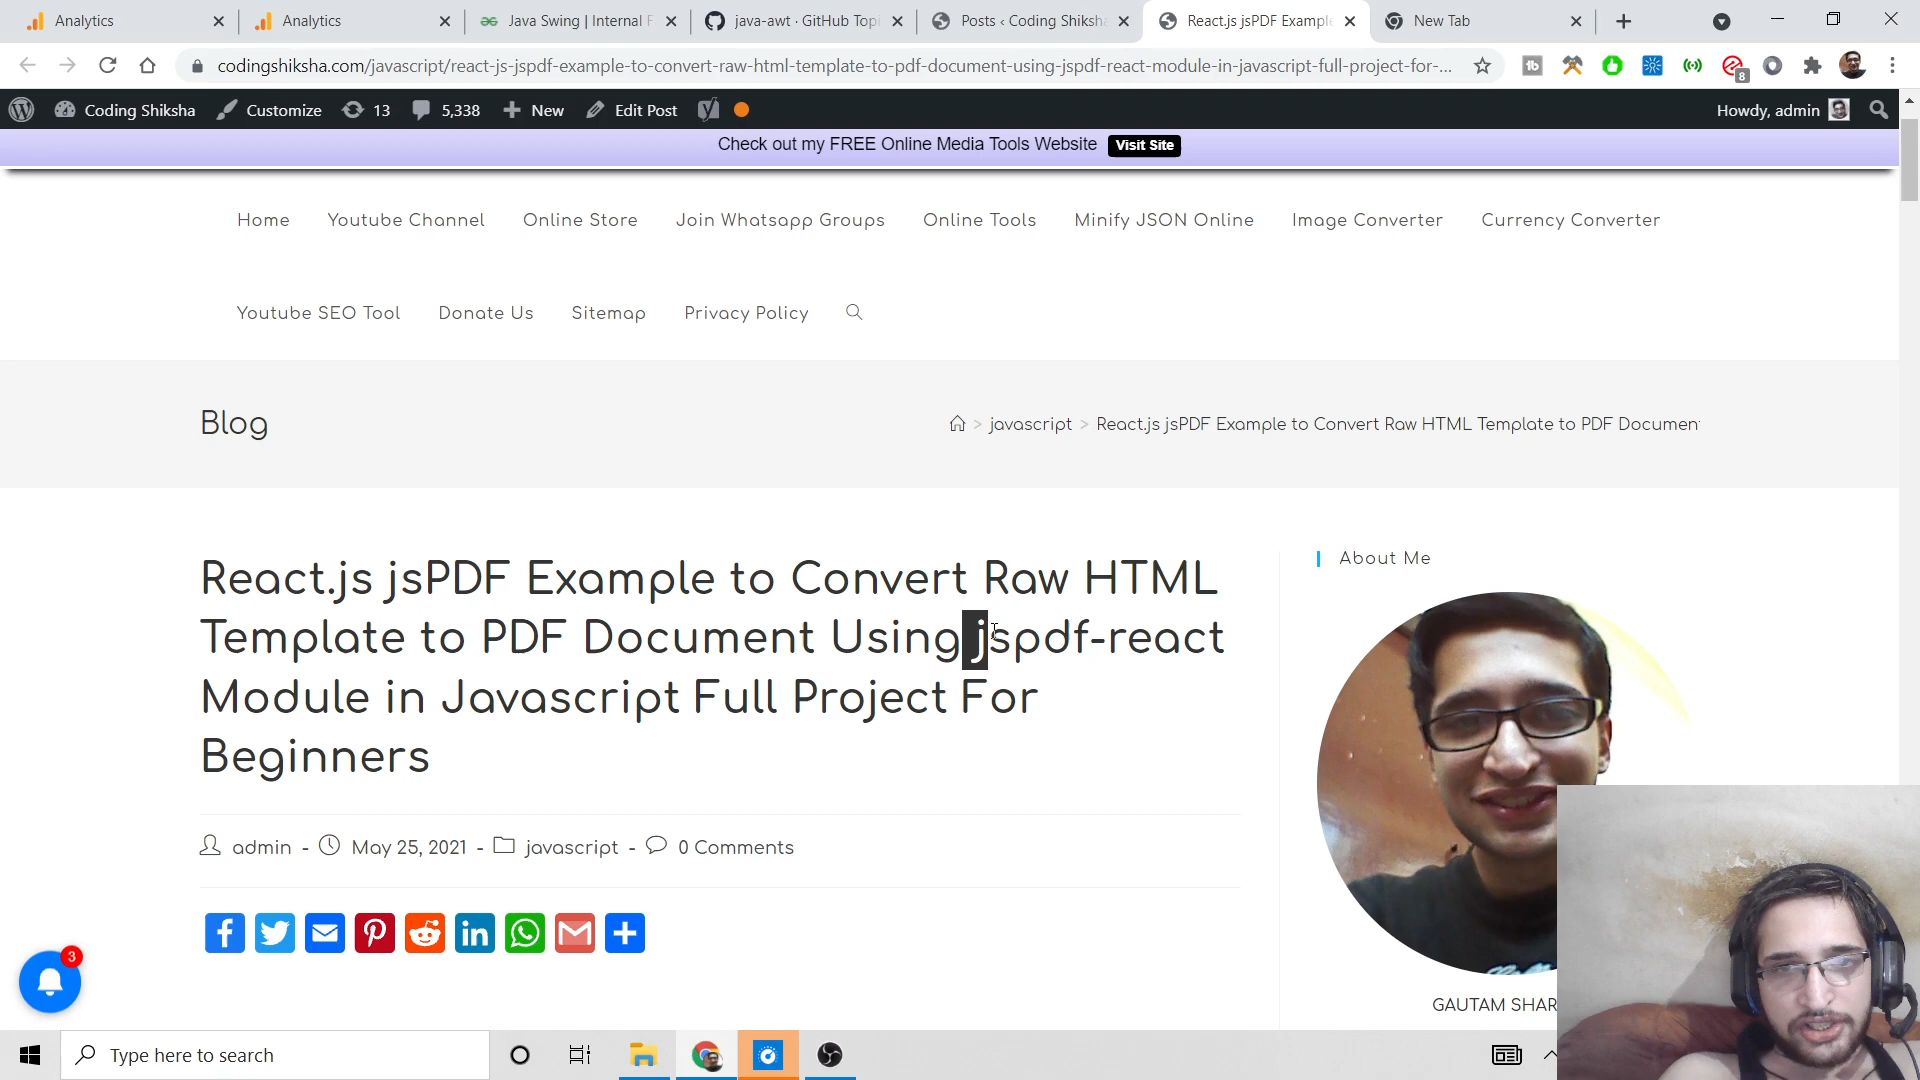 Analytics
Analytics
Java Swing | Internal F
java-awt · GitHub Topi
Posts ‹ Coding Shiksha
React.js jsPDF Example
New Tab
codingshiksha.com/javascript/react-js-jspdf-example-to-convert-raw-html-template-to-pdf-document-using-jspdf-react-module-in-javascript-full-project-for-...
8
Coding Shiksha
Customize
13
5,338
New
Edit Post
Howdy, admin
Check out my FREE Online Media Tools Website Visit Site
Home Youtube Channel Online Store Join Whatsapp Groups Online Tools Minify JSON Online Image Converter Currency Converter
Youtube SEO Tool Donate Us Sitemap Privacy Policy
Blog
> javascript > React.js jsPDF Example to Convert Raw HTML Template to PDF Document
React.js jsPDF Example to Convert Raw HTML
Template to PDF Document Using jspdf-react
Module in Javascript Full Project For
Beginners
admin - May 25, 2021 - javascript - 0 Comments
About Me
GAUTAM SHAR
3
Type here to search